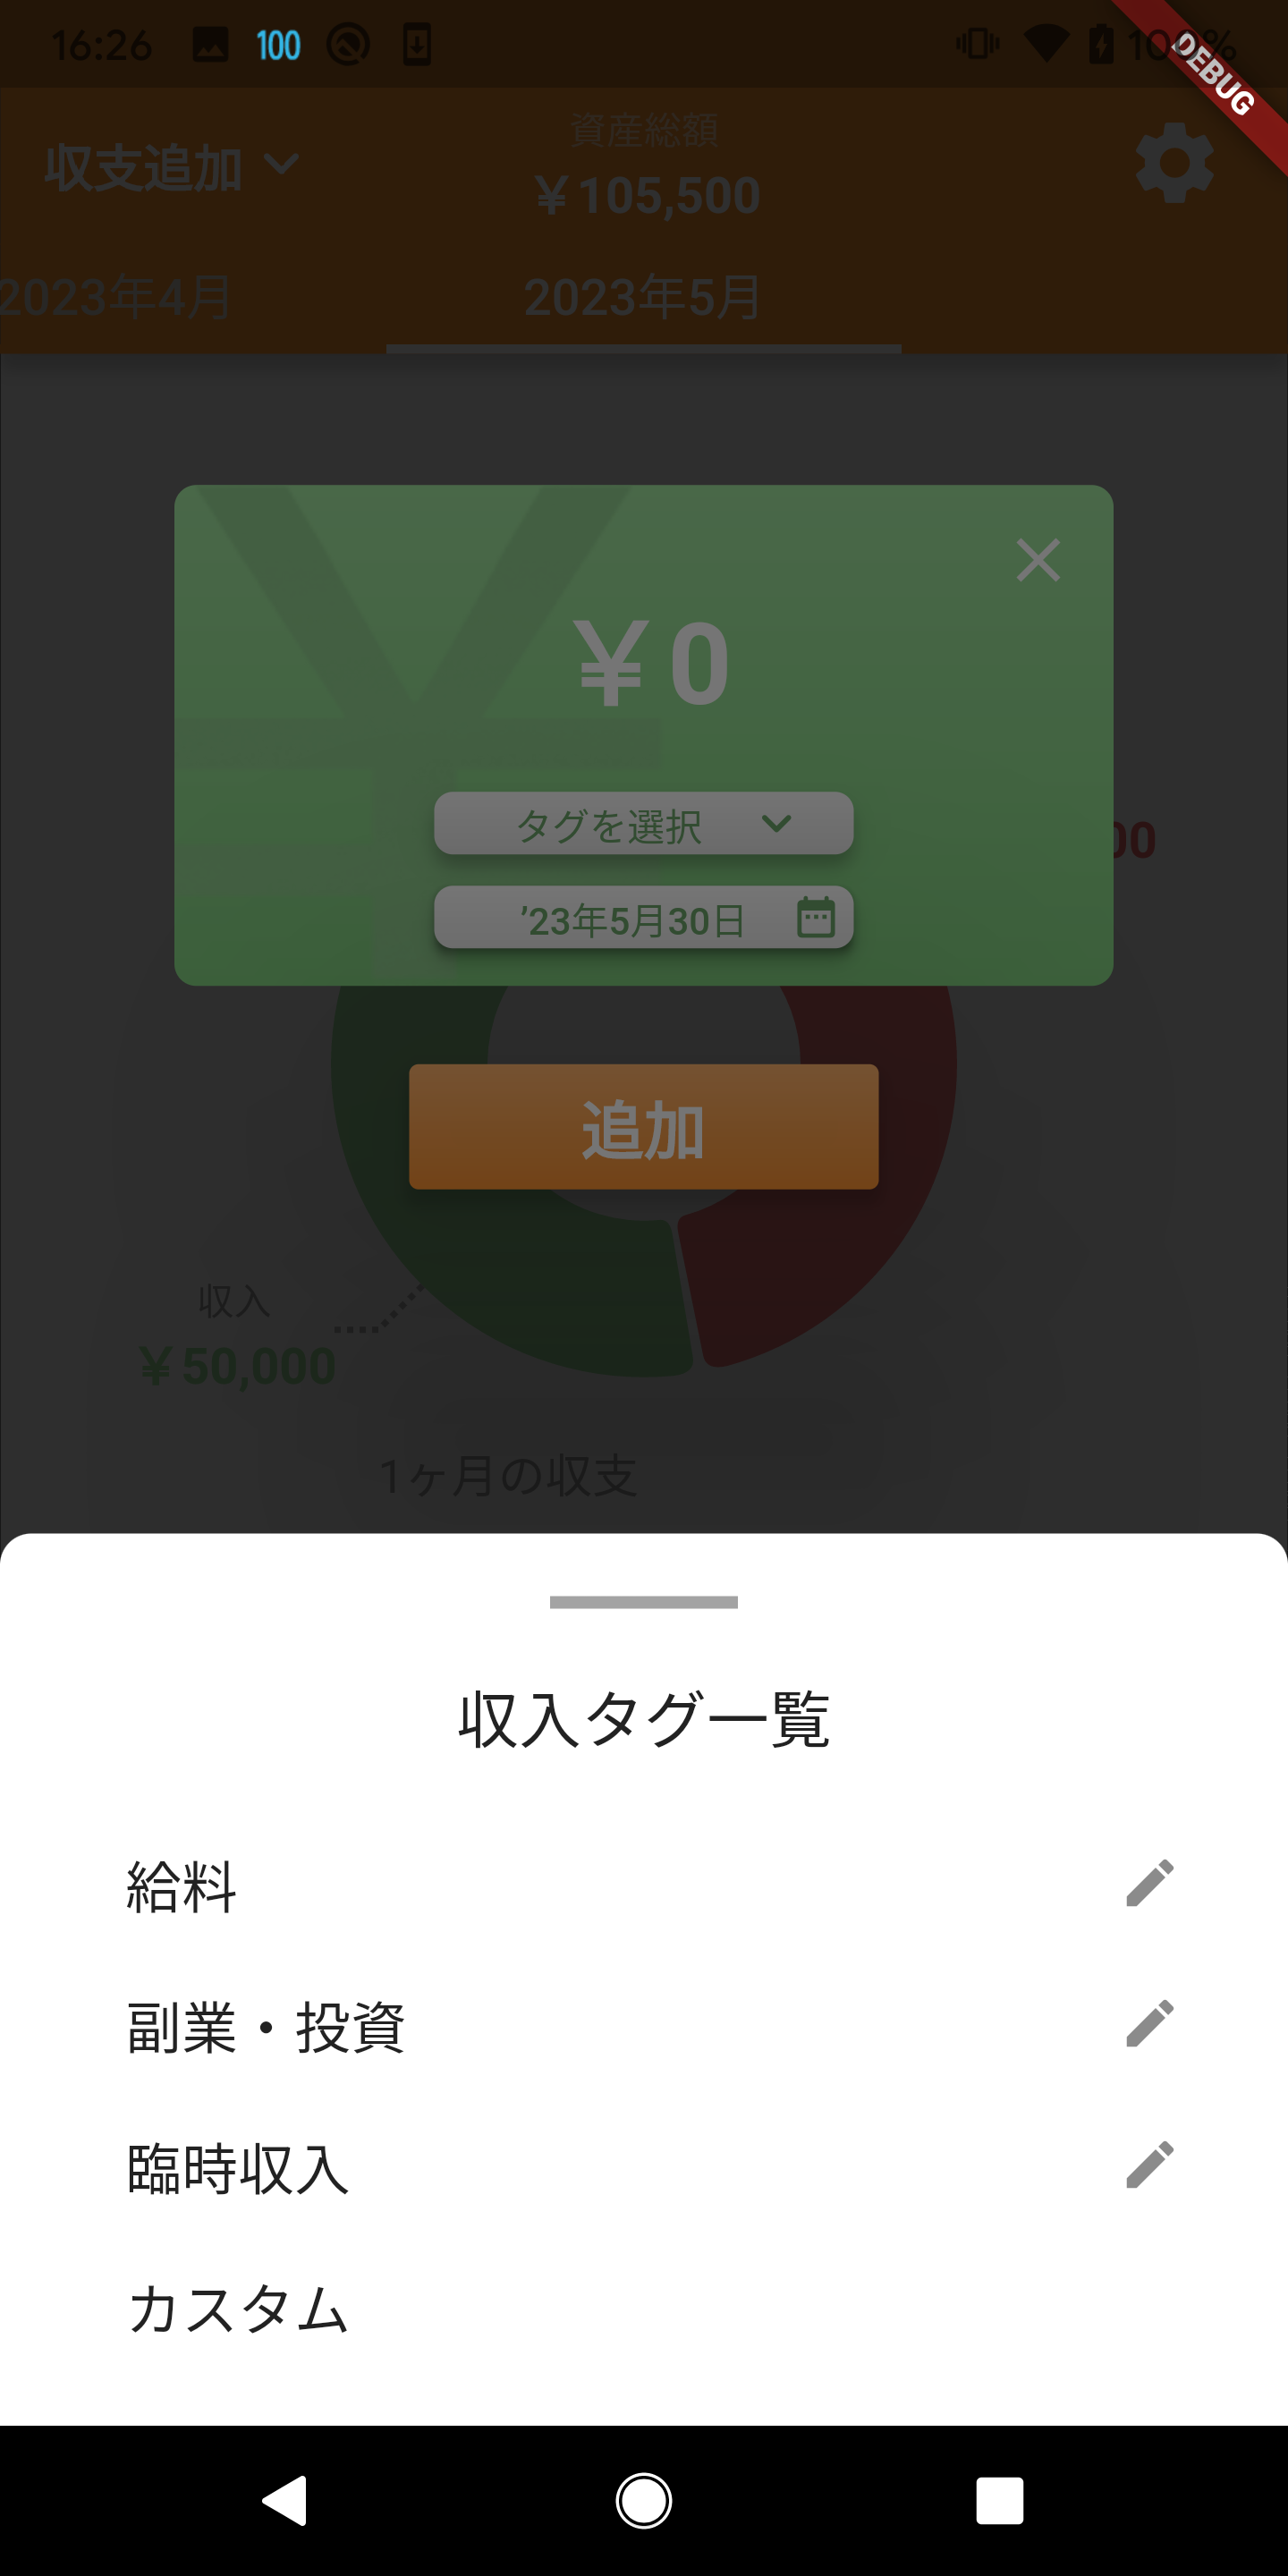 16:26
100
100%
DEBUG
収支追加
資産総額
¥105,500
2023年4月
2023年5月
¥0
タグを選択
’23年5月30日
00
追加
収入
¥50,000
1ヶ月の収支
収入タグ一覧
給料
副業・投資
臨時収入
カスタム